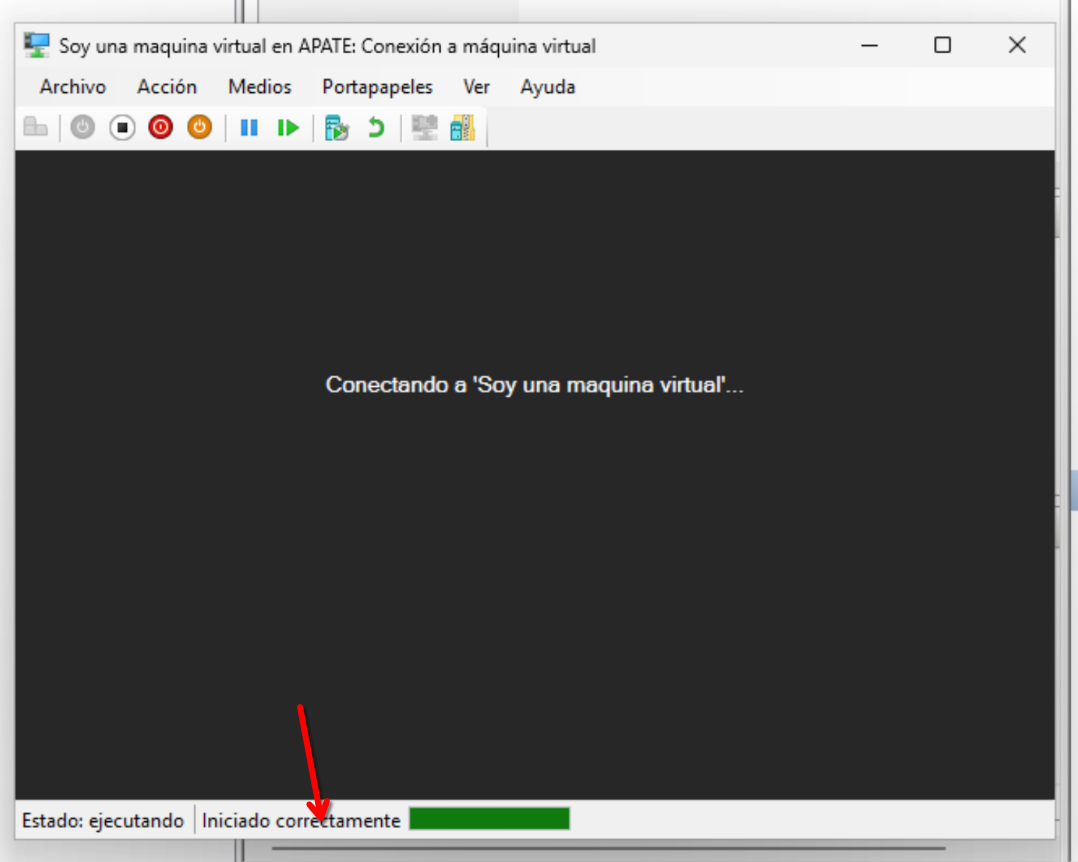 Soy una maquina virtual en APATE: Conexión a máquina virtual
Archivo Acción Medios Portapapeles Ver Ayuda
Conectando a 'Soy una maquina virtual'...
Estado: ejecutando Iniciado correctamente